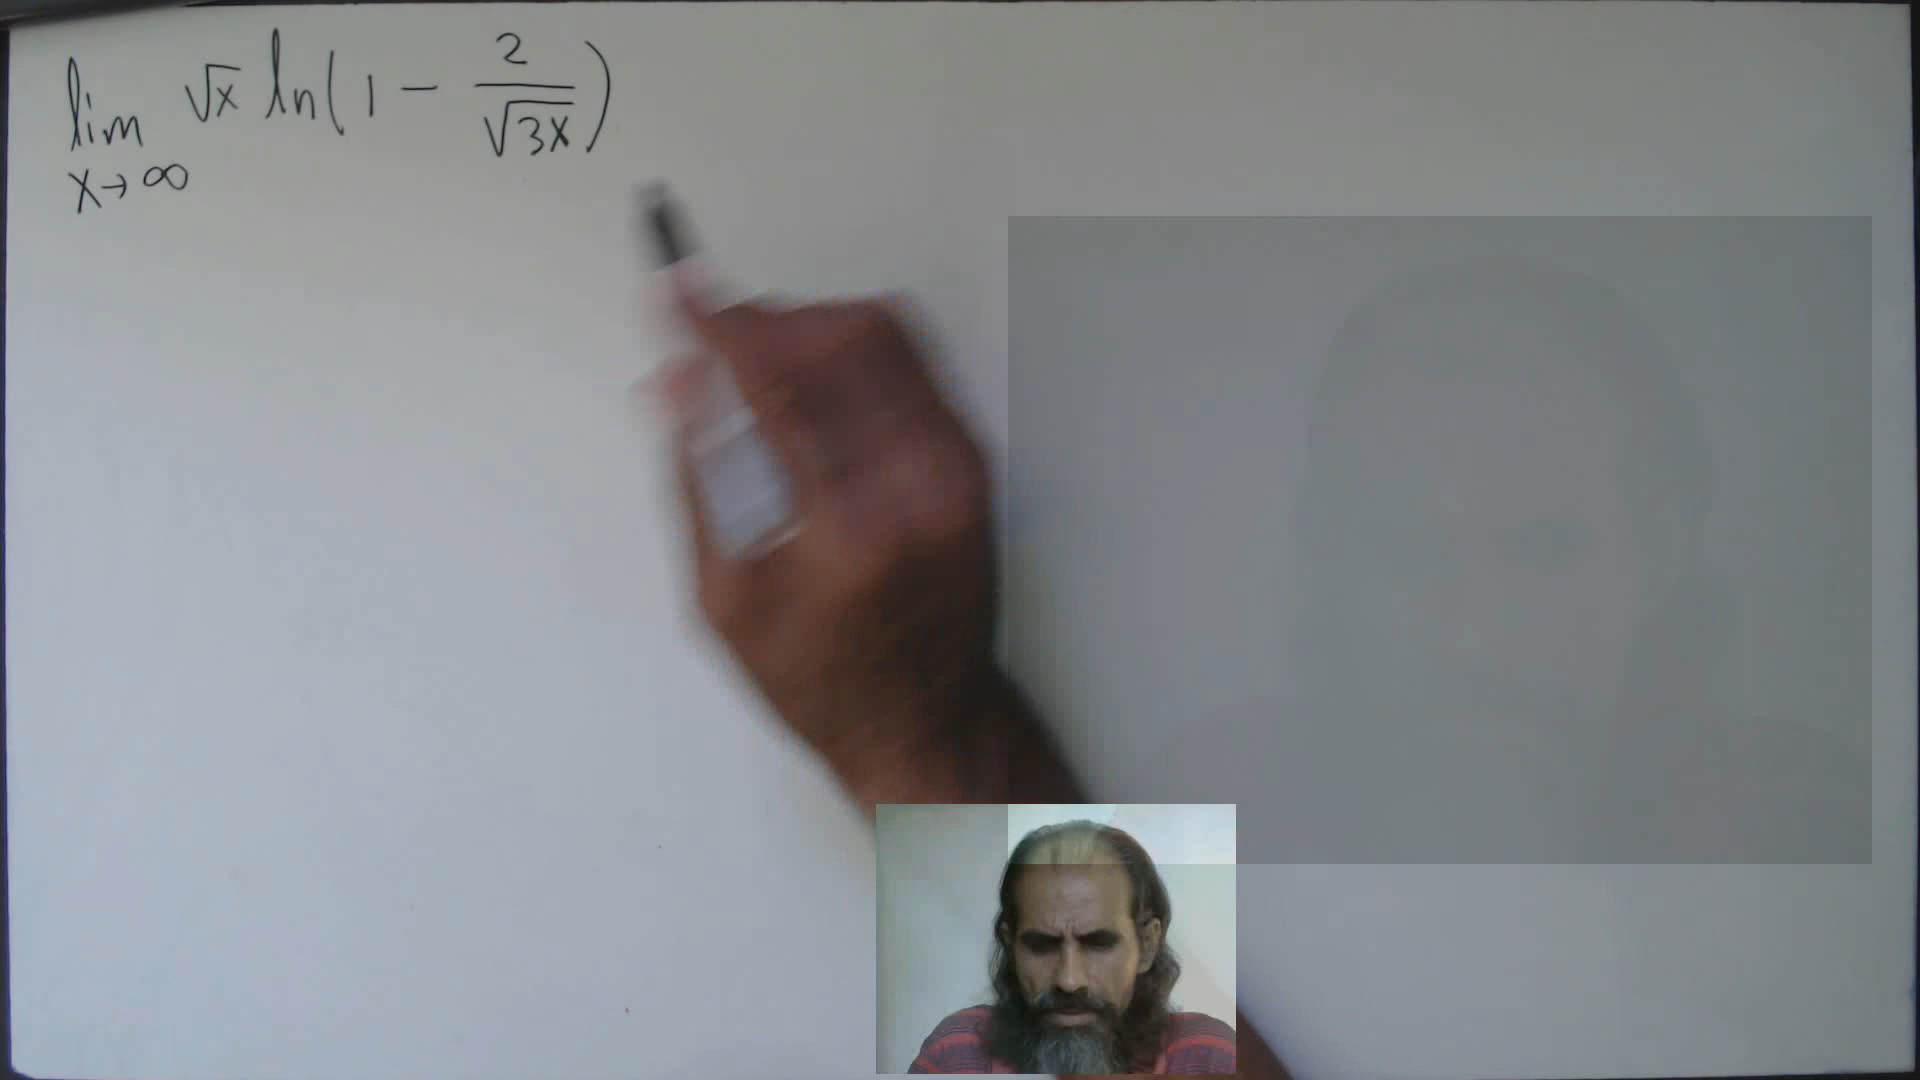 lim √x ln(1 - 2/√3x)
x→∞